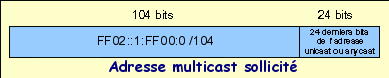 104 bits 24 bits
FF02::1:FF00:0 /104
24 derniers bits
de l'adresse
unicast ou anycast
Adresse multicast sollicité